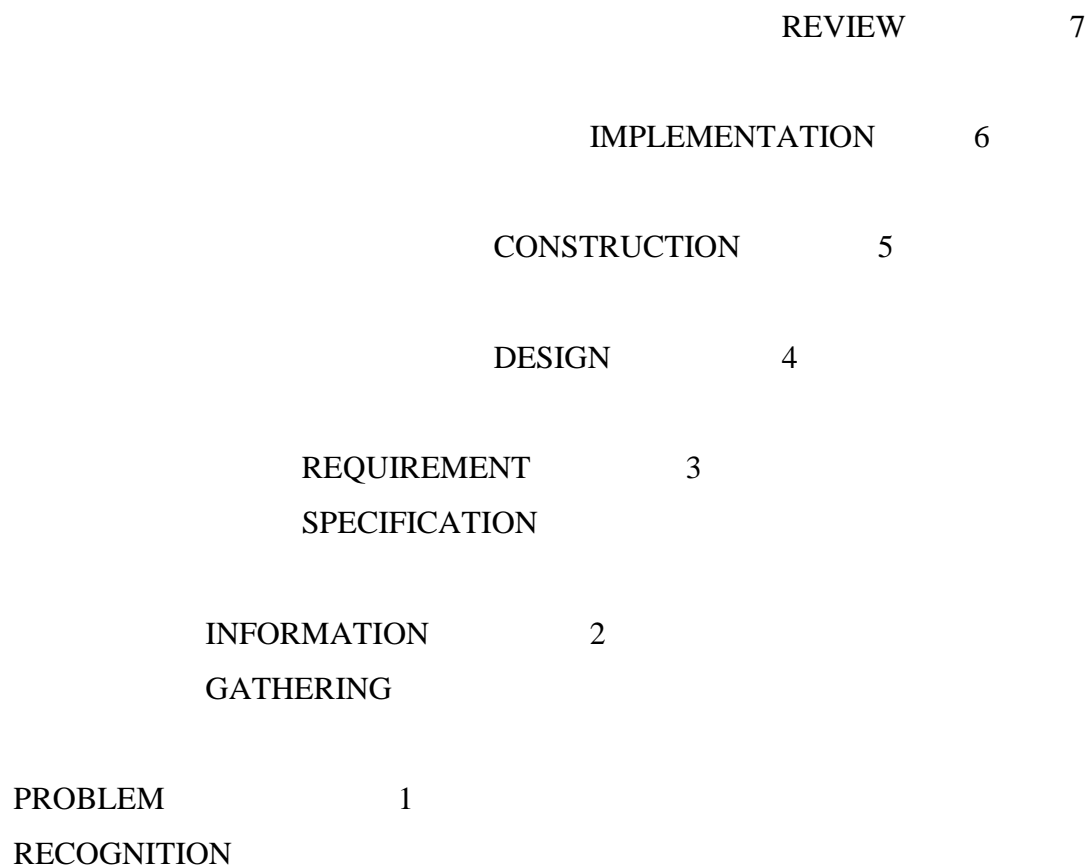 REVIEW 7
IMPLEMENTATION 6
CONSTRUCTION 5
DESIGN 4
REQUIREMENT 3
SPECIFICATION
INFORMATION 2
GATHERING
PROBLEM 1
RECOGNITION